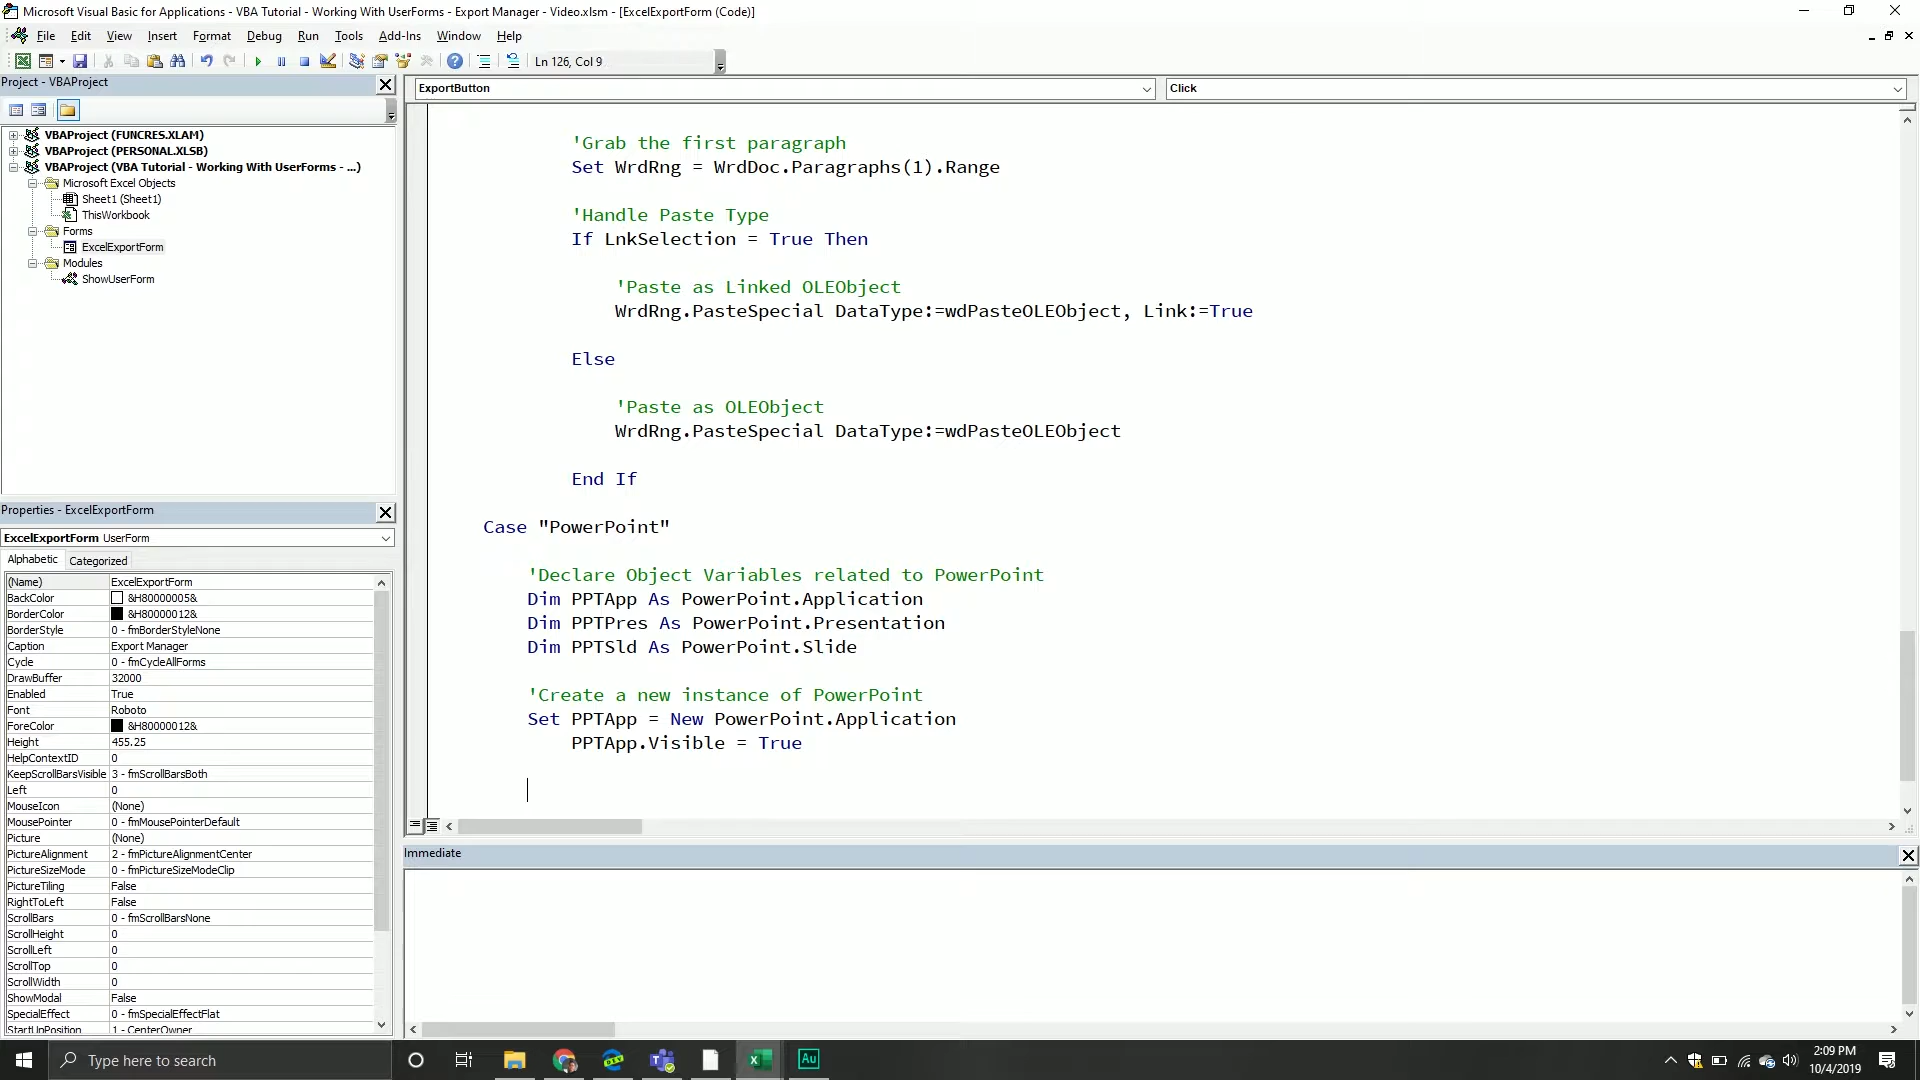 Microsoft Visual Basic for Applications - VBA Tutorial - Working With UserForms - Export Manager - Video.xlsm - [ExcelExportForm (Code)]
File Edit View Insert Format Debug Run Tools Add-Ins Window Help
Ln 126, Col 9
Project - VBAProject
VBAProject (FUNCRES.XLAM)
VBAProject (PERSONAL.XLSB)
VBAProject (VBA Tutorial - Working With UserForms - ...)
Microsoft Excel Objects
Sheet1 (Sheet1)
ThisWorkbook
Forms
ExcelExportForm
Modules
ShowUserForm
Properties - ExcelExportForm
ExcelExportForm UserForm
Alphabetic Categorized
(Name) ExcelExportForm
BackColor &H80000005&
BorderColor &H80000012&
BorderStyle 0 - fmBorderStyleNone
Caption Export Manager
Cycle 0 - fmCycleAllForms
DrawBuffer 32000
Enabled True
Font Roboto
ForeColor &H80000012&
Height 455.25
HelpContextID 0
KeepScrollBarsVisible 3 - fmScrollBarsBoth
Left 0
MouseIcon (None)
MousePointer 0 - fmMousePointerDefault
Picture (None)
PictureAlignment 2 - fmPictureAlignmentCenter
PictureSizeMode 0 - fmPictureSizeModeClip
PictureTiling False
RightToLeft False
ScrollBars 0 - fmScrollBarsNone
ScrollHeight 0
ScrollLeft 0
ScrollTop 0
ScrollWidth 0
ShowModal False
SpecialEffect 0 - fmSpecialEffectFlat
StartUpPosition 1 - CenterOwner
ExportButton Click
'Grab the first paragraph
Set WrdRng = WrdDoc.Paragraphs(1).Range
'Handle Paste Type
If LnkSelection = True Then
'Paste as Linked OLEObject
WrdRng.PasteSpecial DataType:=wdPasteOLEObject, Link:=True
Else
'Paste as OLEObject
WrdRng.PasteSpecial DataType:=wdPasteOLEObject
End If
Case "PowerPoint"
'Declare Object Variables related to PowerPoint
Dim PPTApp As PowerPoint.Application
Dim PPTPres As PowerPoint.Presentation
Dim PPTSld As PowerPoint.Slide
'Create a new instance of PowerPoint
Set PPTApp = New PowerPoint.Application
PPTApp.Visible = True
Immediate
Type here to search
DEV
Au
2:09 PM
10/4/2019